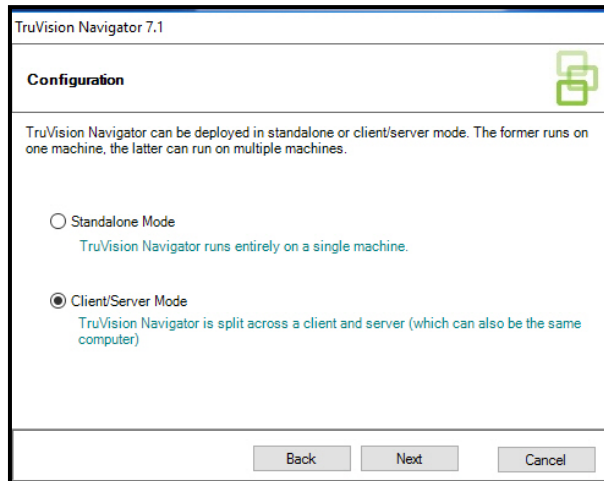 TruVision Navigator 7.1
Configuration
TruVision Navigator can be deployed in standalone or client/server mode. The former runs on
one machine, the latter can run on multiple machines.
Standalone Mode
TruVision Navigator runs entirely on a single machine.
Client/Server Mode
TruVision Navigator is split across a client and server (which can also be the same
computer)
Back Next Cancel